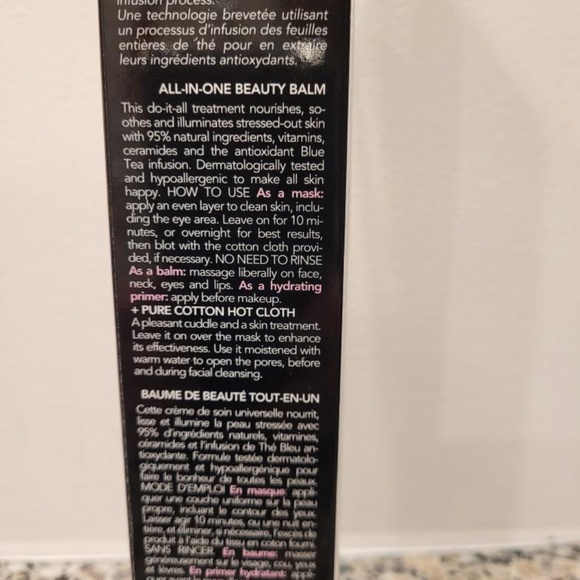 infusion process.
Une technologie brevetée utilisant
un processus d'infusion des feuilles
entières de thé pour en extraire
leurs ingrédients antioxydants.
ALL-IN-ONE BEAUTY BALM
This do-it-all treatment nourishes, so-
othes and illuminates stressed-out skin
with 95% natural ingredients, vitamins,
ceramides and the antioxidant Blue
Tea infusion. Dermatologically tested
and hypoallergenic to make all skin
happy. HOW TO USE As a mask:
apply an even layer to clean skin, inclu-
ding the eye area. Leave on for 10 mi-
nutes, or overnight for best results,
then blot with the cotton cloth provi-
ded, if necessary. NO NEED TO RINSE
As a balm: massage liberally on face,
neck, eyes and lips. As a hydrating
primer: apply before makeup.
+ PURE COTTON HOT CLOTH
A pleasant cuddle and a skin treatment.
Leave it on over the mask to enhance
its effectiveness. Use it moistened with
warm water to open the pores, before
and during facial cleansing.
BAUME DE BEAUTÉ TOUT-EN-UN
Cette crème de soin universelle nourrit,
lisse et illumine la peau stressée avec
95% d'ingrédients naturels, vitamines,
céramides et l'infusion de Thé Bleu an-
tioxydante. Formule testée dermatolo-
giquement et hypoallergénique pour
faire le bonheur de toutes les peaux.
MODE D'EMPLOI En masque: appli-
quer une couche uniforme sur la peau
propre, incluant le contour des yeux.
Laisser agir 10 minutes, ou une nuit en-
tière, et éliminer, si nécessaire, l'excès de
produit à l'aide du tissu en coton fourni.
SANS RINCER. En baume: masser
généreusement sur le visage, cou, yeux
et lèvres. En primer hydratant: appli-
quer avant le